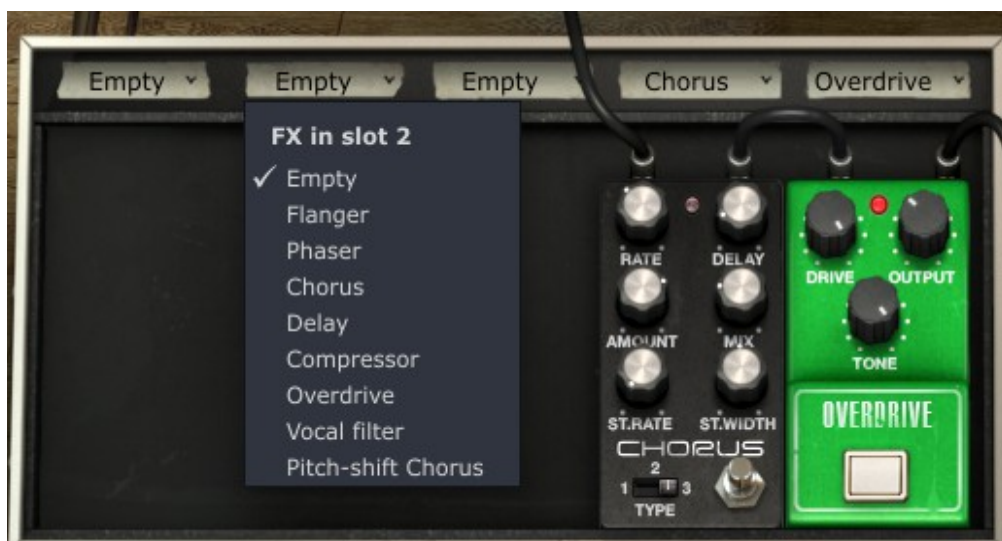 Empty Empty Empty Chorus Overdrive
FX in slot 2
Empty
Flanger
Phaser
Chorus
Delay
Compressor
Overdrive
Vocal filter
Pitch-shift Chorus
RATE DELAY
AMOUNT MIX
ST.RATE ST.WIDTH
CHORUS
1 2 3
TYPE
DRIVE OUTPUT
TONE
OVERDRIVE